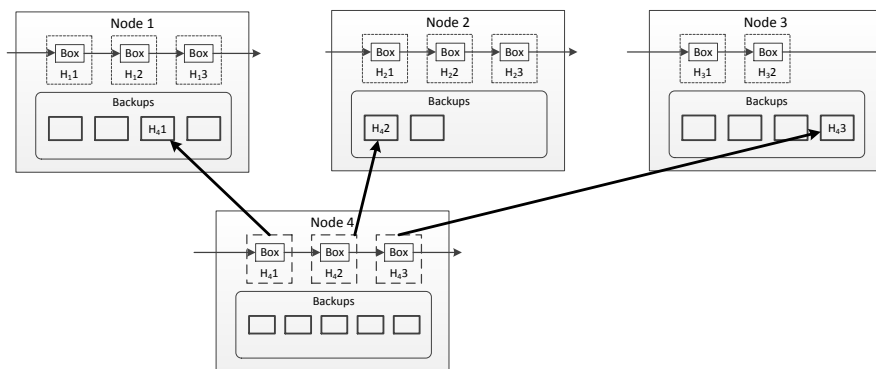 Node 1
Box Box Box
H₁1 H₁2 H₁3
Backups
H₄1
Node 2
Box Box Box
H₂1 H₂2 H₂3
Backups
H₄2
Node 3
Box Box
H₃1 H₃2
Backups
H₄3
Node 4
Box Box Box
H₄1 H₄2 H₄3
Backups